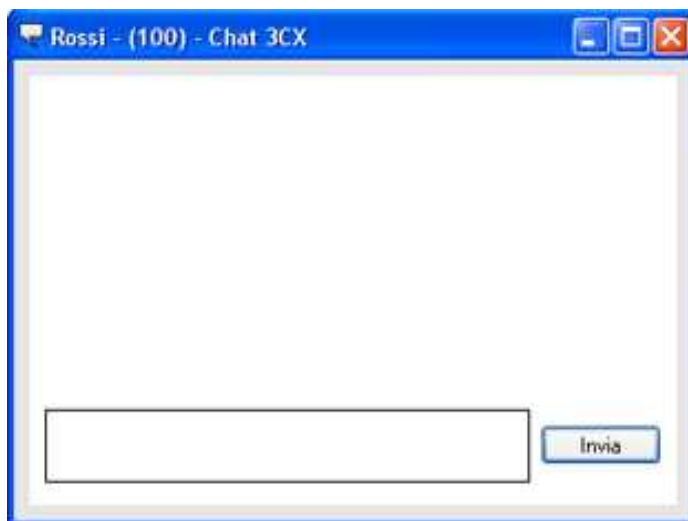 Rossi - (100) - Chat 3CX
Invia